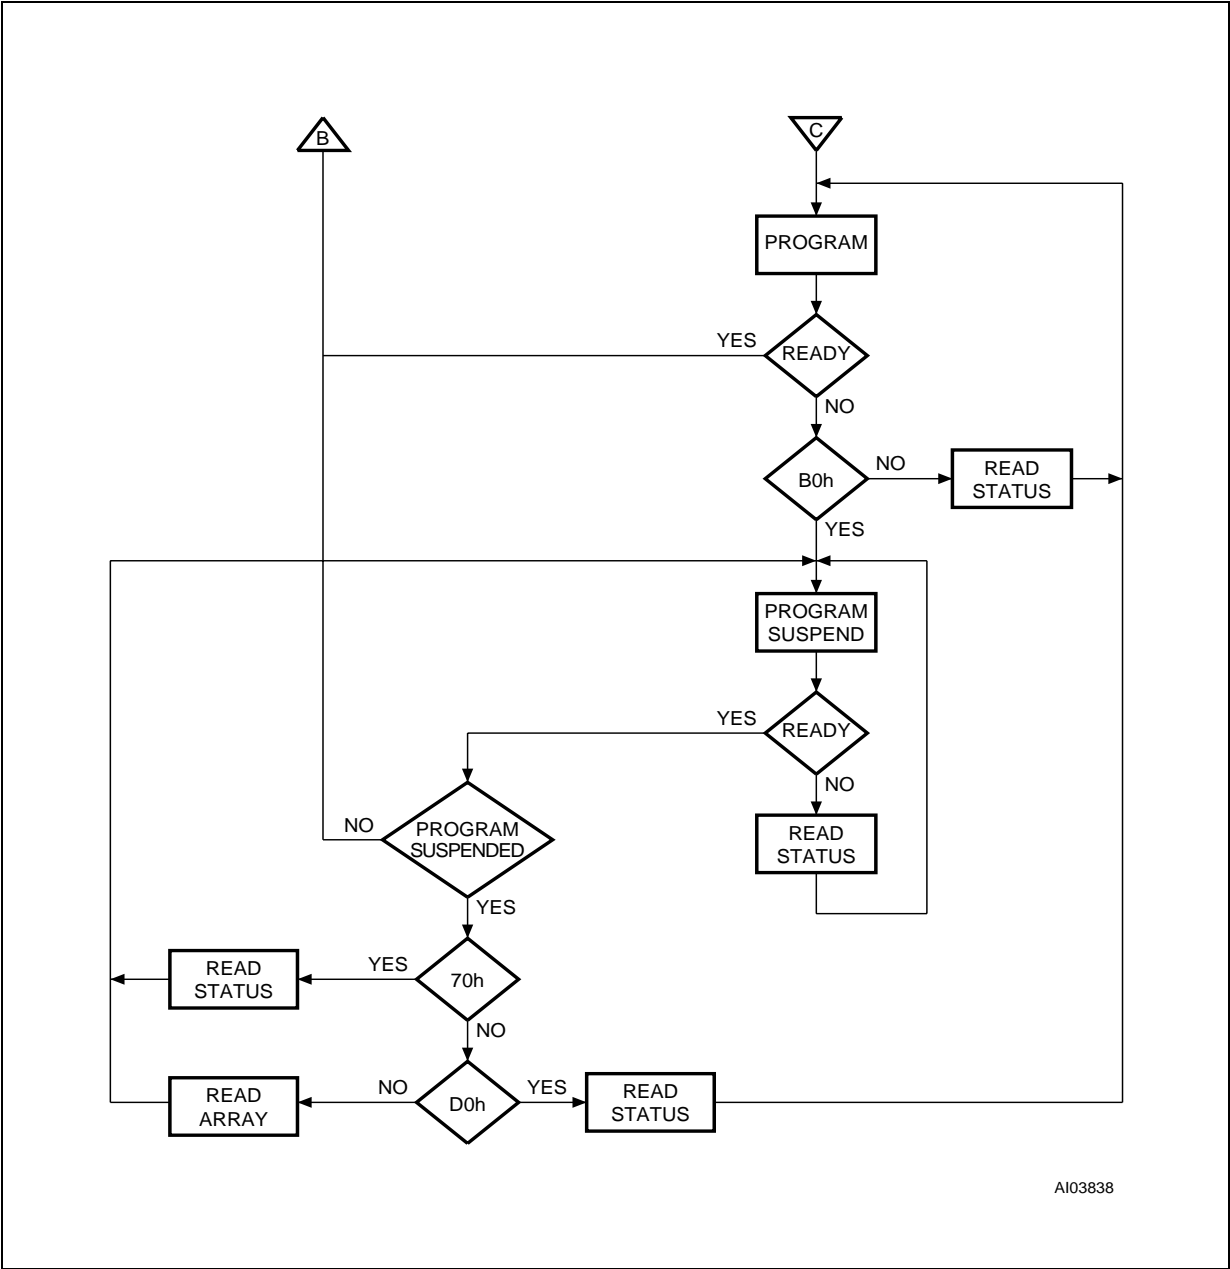 B
C
PROGRAM
YES
READY
NO
B0h
NO
READ
STATUS
YES
PROGRAM
SUSPEND
YES
READY
NO
NO
PROGRAM
SUSPENDED
READ
STATUS
YES
READ
STATUS
YES
70h
NO
READ
ARRAY
NO
D0h
YES
READ
STATUS
AI03838